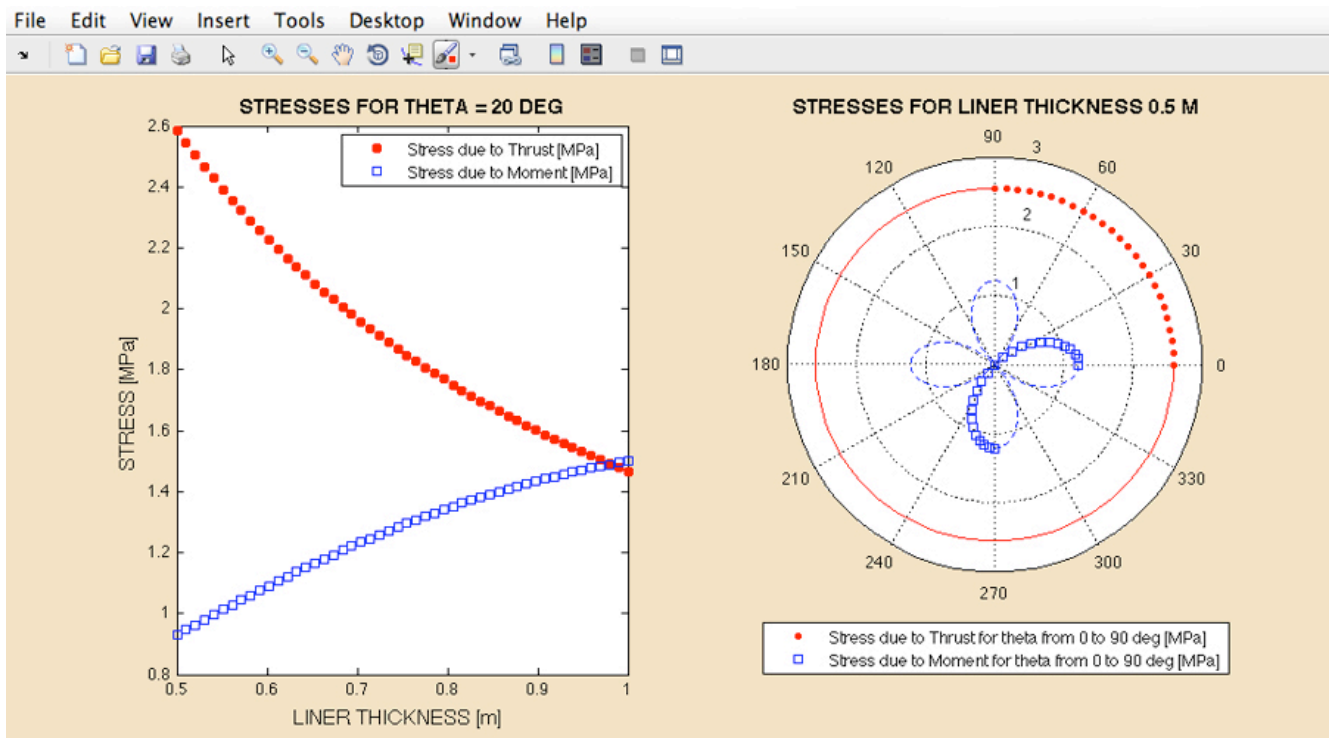 File Edit View Insert Tools Desktop Window Help
STRESSES FOR THETA = 20 DEG
2.6
2.4
2.2
2
1.8
1.6
1.4
1.2
1
0.8
0.5 0.6 0.7 0.8 0.9 1
STRESS [MPa]
LINER THICKNESS [m]
Stress due to Thrust [MPa]
Stress due to Moment [MPa]
STRESSES FOR LINER THICKNESS 0.5 M
90
120 3 60
2
150 30
1
180 0
210 330
240 300
270
Stress due to Thrust for theta from 0 to 90 deg [MPa]
Stress due to Moment for theta from 0 to 90 deg [MPa]